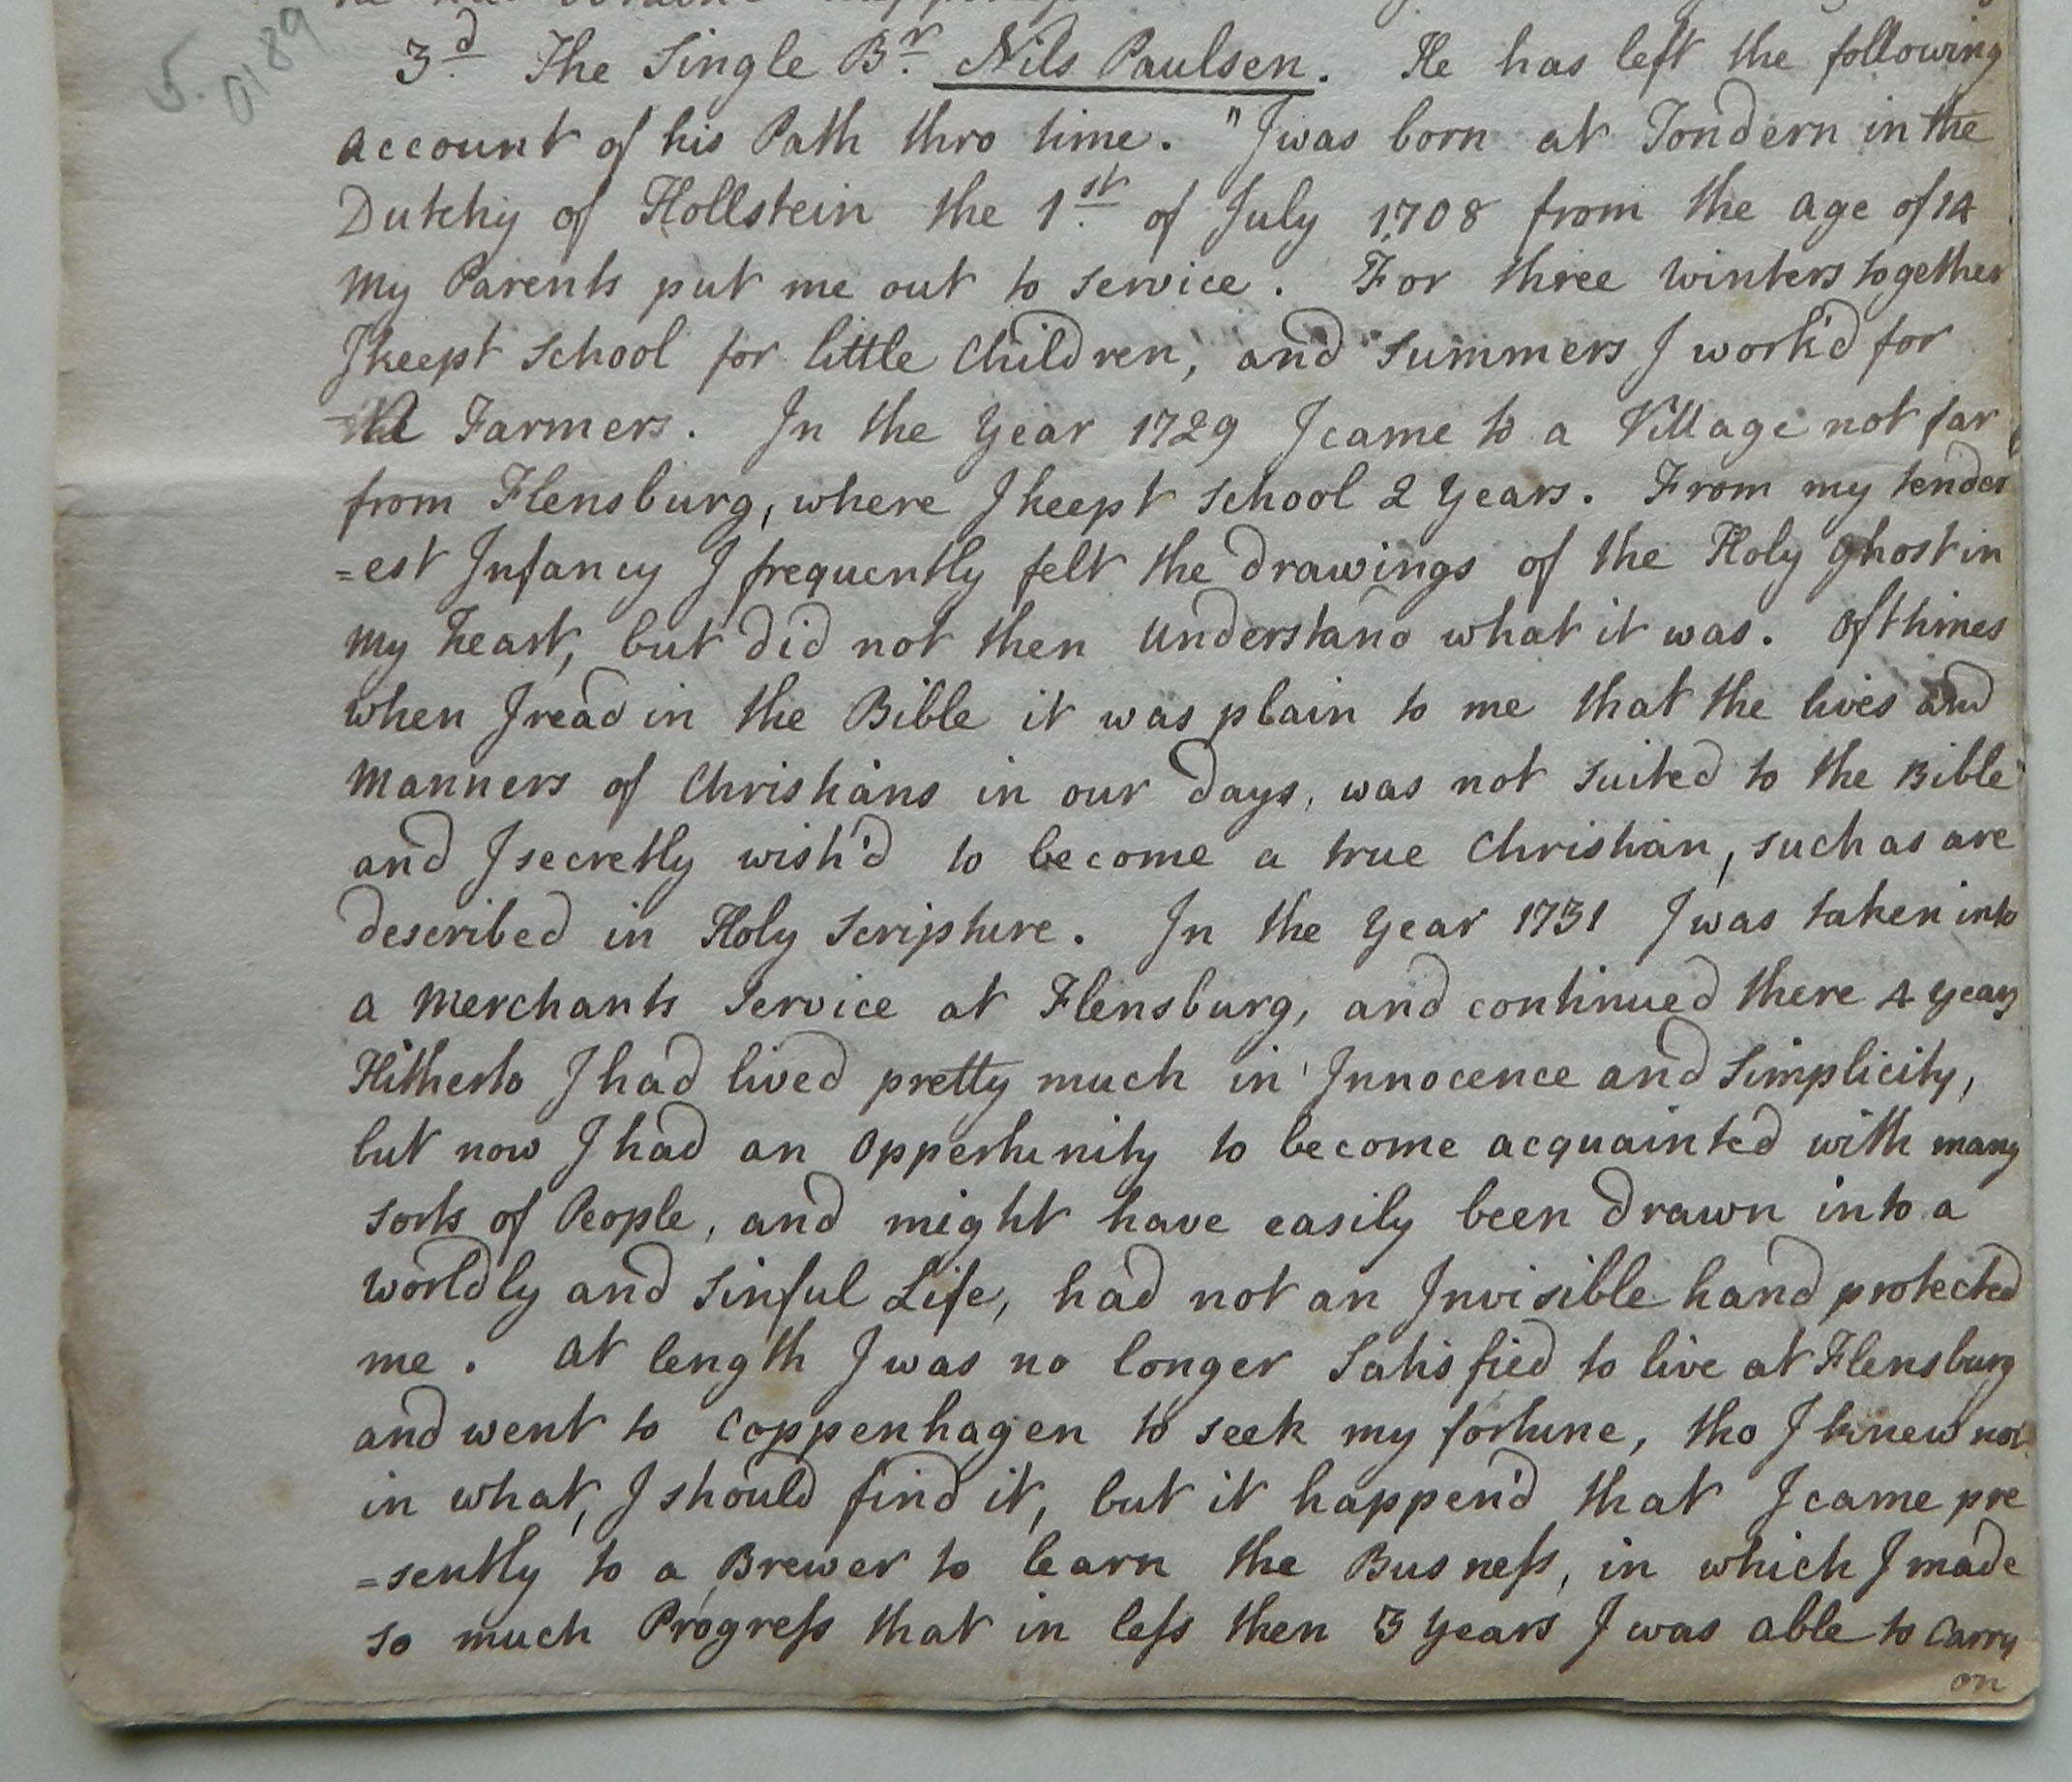 5.
0189
3d. The Single Br. Nils Paulsen. He has left the following
account of his Path thro time. "I was born at Tondern in the
Dutchy of Hollstein the 1st. of July 1708 from the age of 14
my Parents put me out to Service. For three winters together
I keept School for little Children, and Summers I work'd for
the Farmers. In the Year 1729 I came to a Village not far
from Flensburg, where I keept School 2 Years. From my tender
=est Infancy I frequently felt the drawings of the Holy Ghost in
my heart, but did not then understand what it was. Ofttimes
when I read in the Bible it was plain to me that the lives and
Manners of Christians in our days, was not suited to the Bible
and I secretly wish'd to become a true Christian, such as are
described in Holy Scripture. In the Year 1731 I was taken into
a Merchants Service at Flensburg, and continued there 4 years
Hitherto I had lived pretty much in Innocence and Simplicity,
but now I had an oppertunity to become acquainted with many
sorts of People, and might have easily been drawn into a
worldly and sinful Life, had not an Invisible hand protected
me. at length I was no longer Satisfied to live at Flensburg
and went to Coppenhagen to seek my fortune, tho I knew not
in what, I should find it, but it happen'd that I came pre
=sently to a Brewer to learn the Busneſs, in which I made
so much Progreſs that in leſs then 3 Years I was able to carry
on